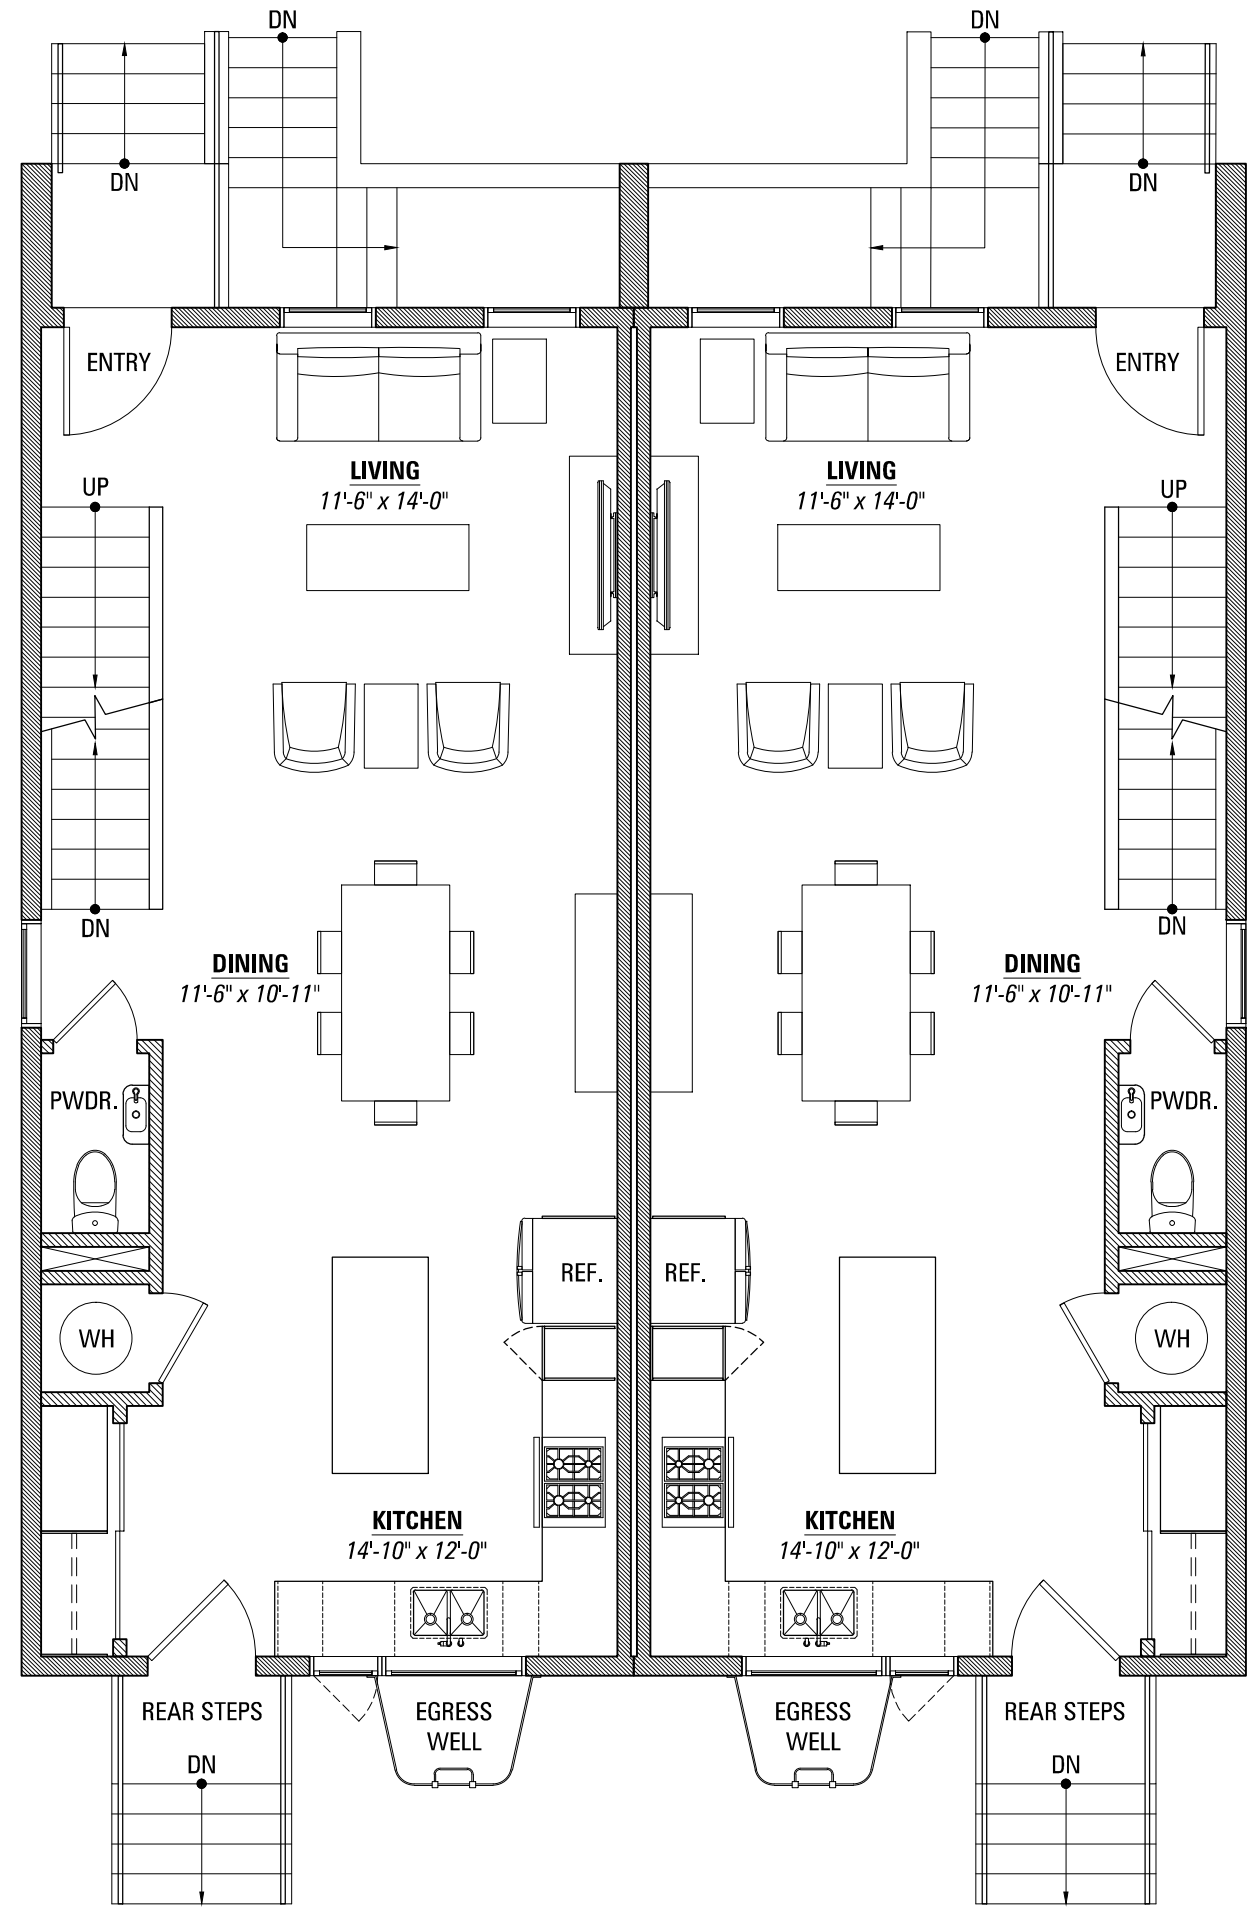 DN
DN
DN
DN
ENTRY
ENTRY
LIVING
11'-6" x 14'-0"
LIVING
11'-6" x 14'-0"
UP
UP
DN
DN
DINING
11'-6" x 10'-11"
DINING
11'-6" x 10'-11"
PWDR.
PWDR.
REF.
REF.
WH
WH
KITCHEN
14'-10" x 12'-0"
KITCHEN
14'-10" x 12'-0"
REAR STEPS
EGRESS
WELL
EGRESS
WELL
REAR STEPS
DN
DN